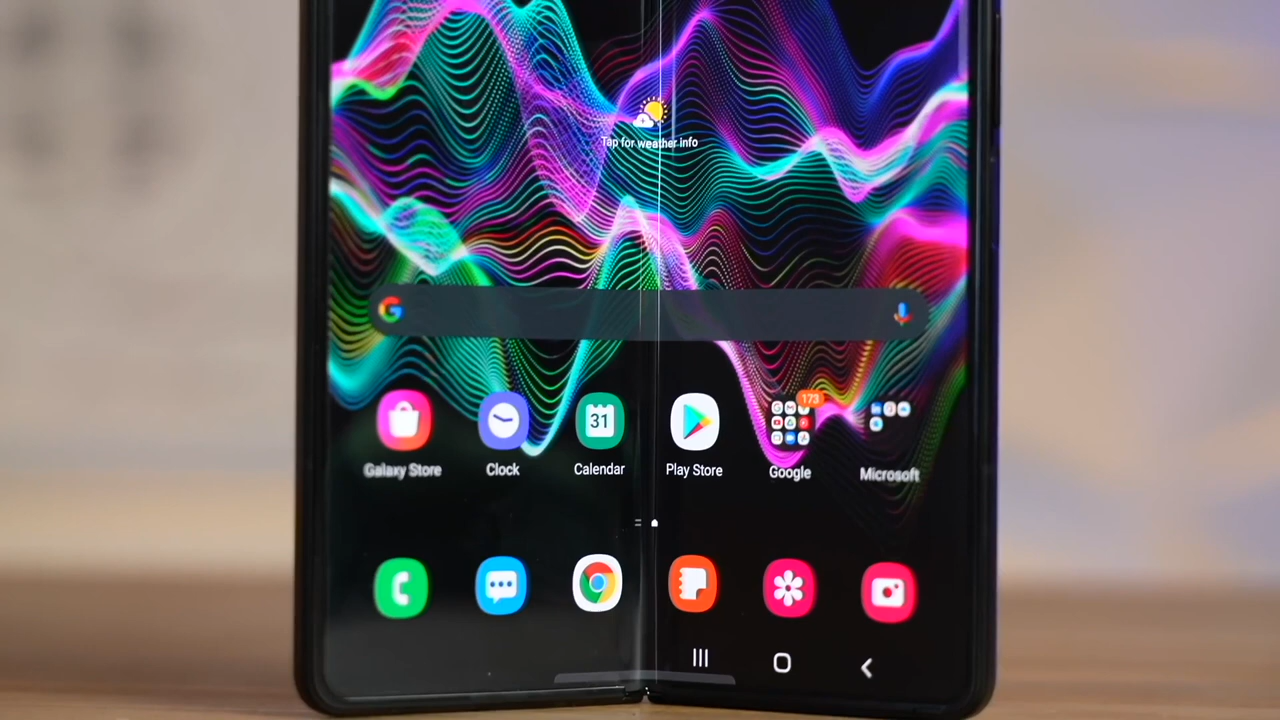 Tap for weather info
G
31
173
Galaxy Store
Clock
Calendar
Play Store
Google
Microsoft